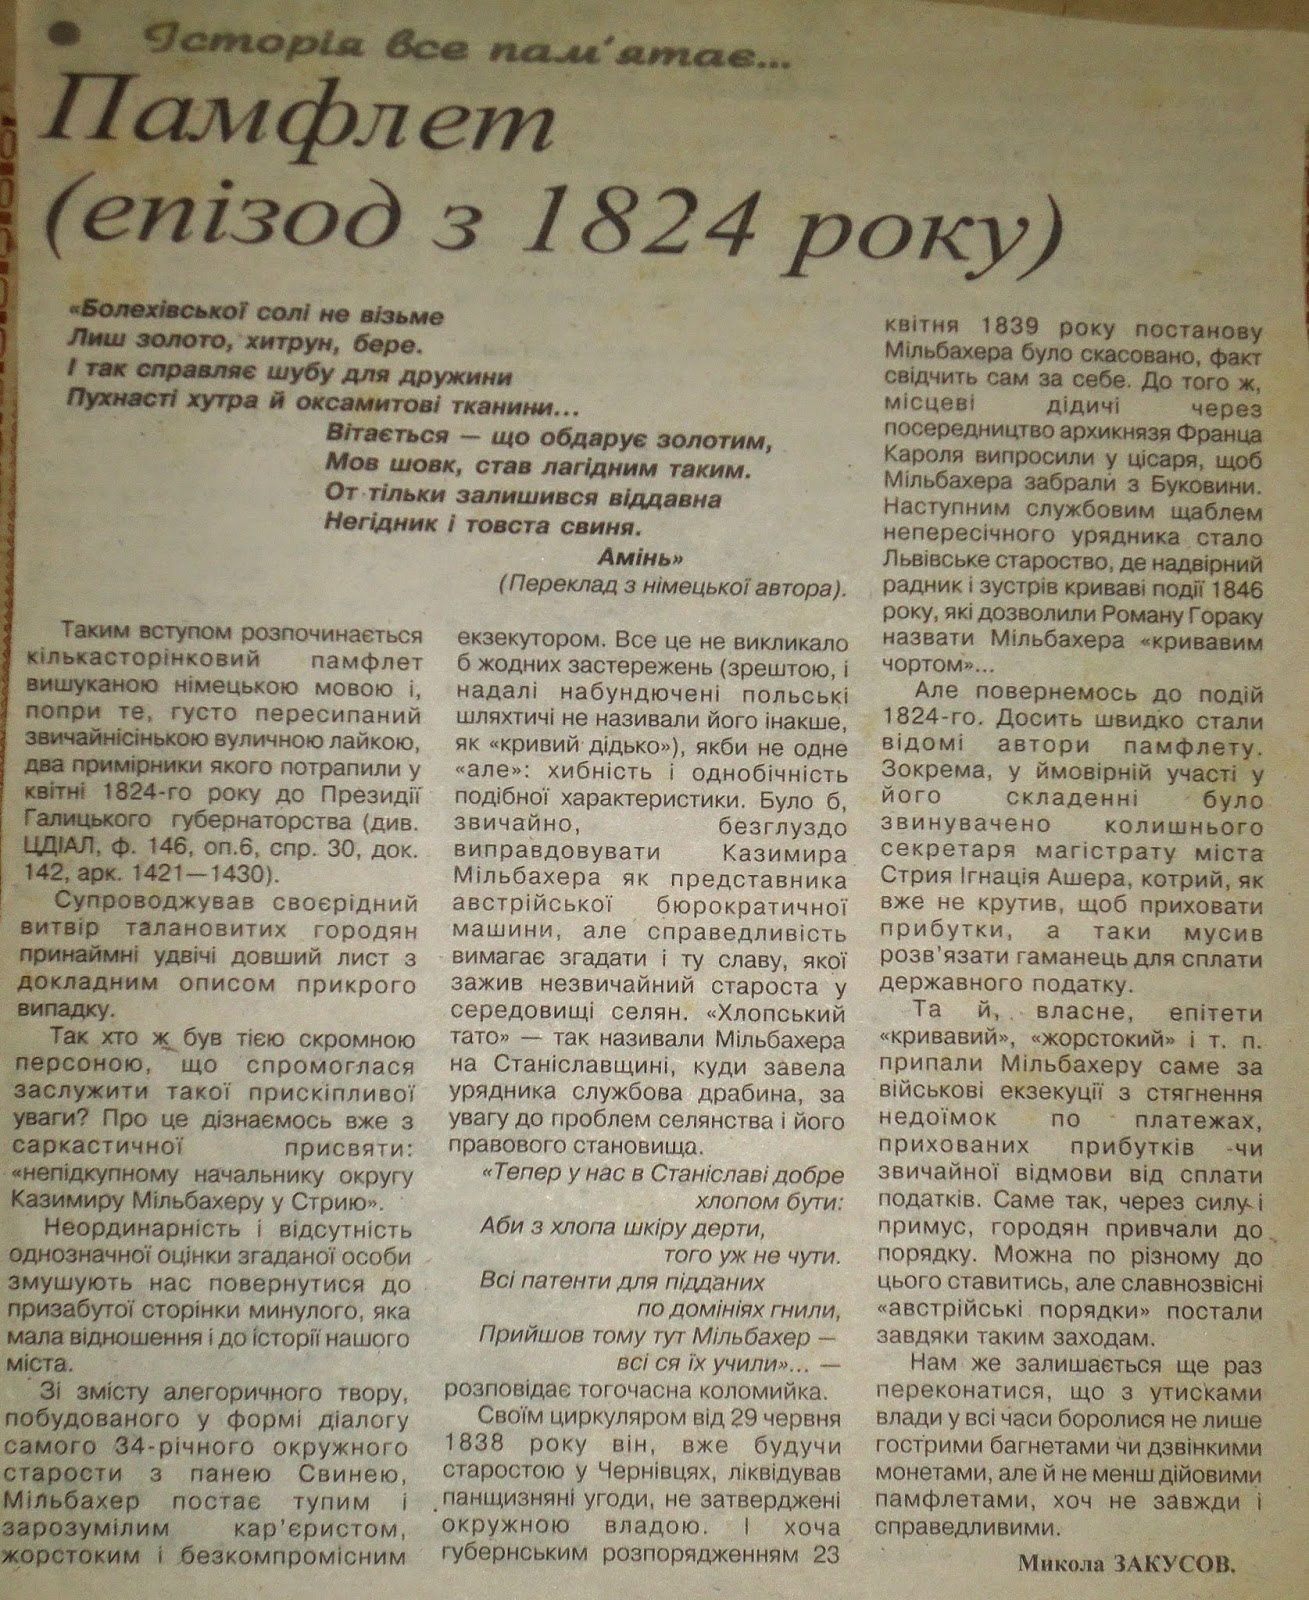 Історія все пам'ятає...
Памфлет
(епізод з 1824 року)
«Болехівської солі не візьме
Лиш золото, хитрун, бере.
І так справляє шубу для дружини
Пухнасті хутра й оксамитові тканини...
Вітається — що обдарує золотим,
Мов шовк, став лагідним таким.
От тільки залишився віддавна
Негідник і товста свиня.
Амінь»
(Переклад з німецької автора).
Таким вступом розпочинається
кількасторінковий памфлет
вишуканою німецькою мовою і,
попри те, густо пересипаний
звичайнісінькою вуличною лайкою,
два примірники якого потрапили у
квітні 1824-го року до Президії
Галицького губернаторства (див.
ЦДІАЛ, ф. 146, оп.6, спр. 30, док.
142, арк. 1421—1430).
Супроводжував своєрідний
витвір талановитих городян
принаймні удвічі довший лист з
докладним описом прикрого
випадку.
Так хто ж був тією скромною
персоною, що спромоглася
заслужити такої прискіпливої
уваги? Про це дізнаємось вже з
саркастичної присвяти:
«непідкупному начальнику округу
Казимиру Мільбахеру у Стрию».
Неординарність і відсутність
однозначної оцінки згаданої особи
змушують нас повернутися до
призабутої сторінки минулого, яка
мала відношення і до історії нашого
міста.
Зі змісту алегоричного твору,
побудованого у формі діалогу
самого 34-річного окружного
старости з панею Свинею,
Мільбахер постає тупим і
зарозумілим кар'єристом,
жорстоким і безкомпромісним
екзекутором. Все це не викликало
б жодних застережень (зрештою, і
надалі набундючені польські
шляхтичі не називали його інакше,
як «кривий дідько»), якби не одне
«але»: хибність і однобічність
подібної характеристики. Було б,
звичайно, безглуздо
виправдовувати Казимира
Мільбахера як представника
австрійської бюрократичної
машини, але справедливість
вимагає згадати і ту славу, якої
зажив незвичайний староста у
середовищі селян. «Хлопський
тато» — так називали Мільбахера
на Станіславщині, куди завела
урядника службова драбина, за
увагу до проблем селянства і його
правового становища.
«Тепер у нас в Станіславі добре
хлопом бути:
Аби з хлопа шкіру дерти,
того уж не чути.
Всі патенти для підданих
по домініях гнили,
Прийшов тому тут Мільбахер —
всі ся їх учили»... —
розповідає тогочасна коломийка.
Своїм циркуляром від 29 червня
1838 року він, вже будучи
старостою у Чернівцях, ліквідував
панщизняні угоди, не затверджені
окружною владою. І хоча
губернським розпорядженням 23
квітня 1839 року постанову
Мільбахера було скасовано, факт
свідчить сам за себе. До того ж,
місцеві дідичі через
посередництво архикнязя Франца
Кароля випросили у цісаря, щоб
Мільбахера забрали з Буковини.
Наступним службовим щаблем
непересічного урядника стало
Львівське староство, де надвірний
радник і зустрів криваві події 1846
року, які дозволили Роману Гораку
назвати Мільбахера «кривавим
чортом»...
Але повернемось до подій
1824-го. Досить швидко стали
відомі автори памфлету.
Зокрема, у ймовірній участі у
його складенні було
звинувачено колишнього
секретаря магістрату міста
Стрия Ігнація Ашера, котрий, як
вже не крутив, щоб приховати
прибутки, а таки мусив
розв'язати гаманець для сплати
державного податку.
Та й, власне, епітети
«кривавий», «жорстокий» і т. п.
припали Мільбахеру саме за
військові екзекуції з стягнення
недоїмок по платежах,
прихованих прибутків чи
звичайної відмови від сплати
податків. Саме так, через силу і
примус, городян привчали до
порядку. Можна по різному до
цього ставитись, але славнозвісні
«австрійські порядки» постали
завдяки таким заходам.
Нам же залишається ще раз
переконатися, що з утисками
влади у всі часи боролися не лише
гострими багнетами чи дзвінкими
монетами, але й не менш дійовими
памфлетами, хоч не завжди і
справедливими.
Микола ЗАКУСОВ.